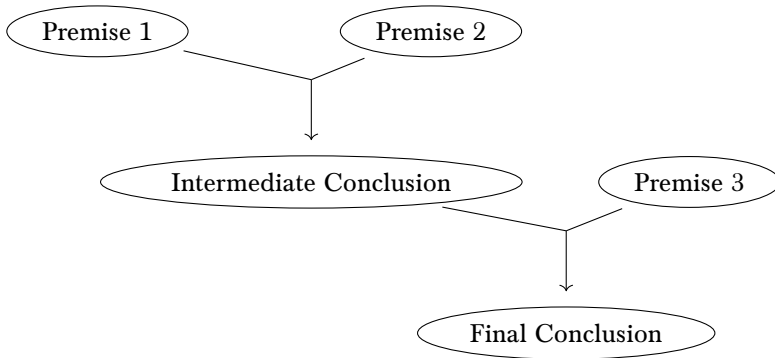 Premise 1
Premise 2
Intermediate Conclusion
Premise 3
Final Conclusion